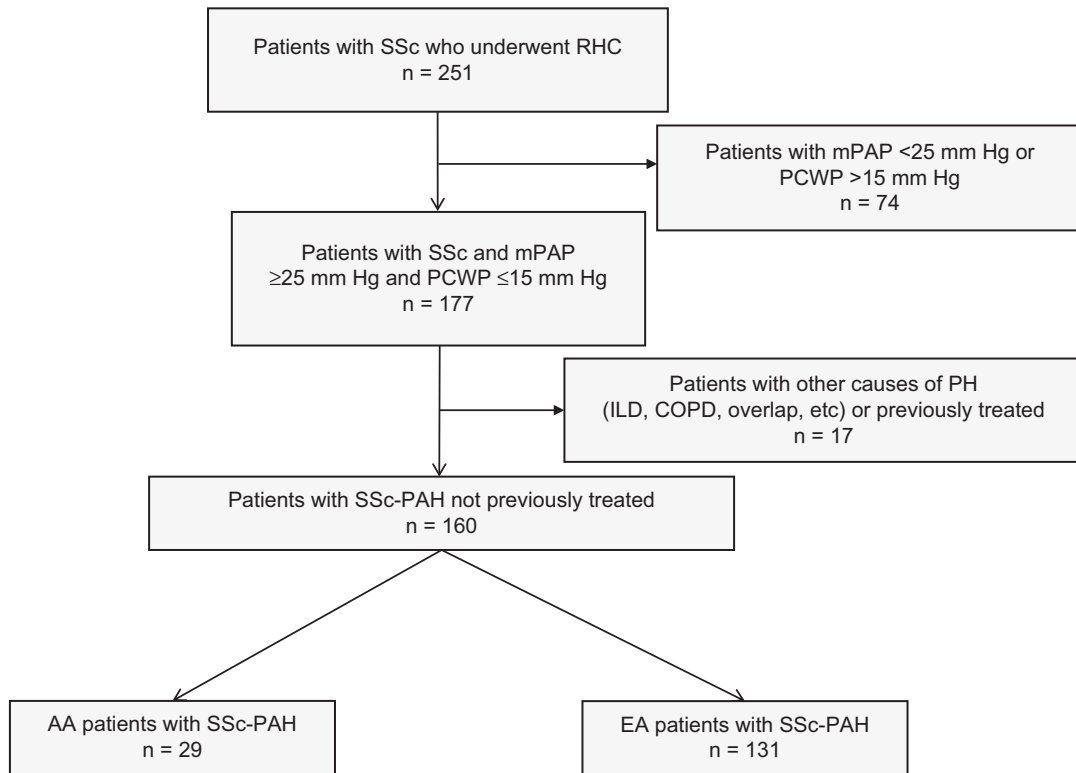 Patients with SSc who underwent RHC
n = 251
Patients with mPAP <25 mm Hg or
PCWP >15 mm Hg
n = 74
Patients with SSc and mPAP
≥25 mm Hg and PCWP ≤15 mm Hg
n = 177
Patients with other causes of PH
(ILD, COPD, overlap, etc) or previously treated
n = 17
Patients with SSc-PAH not previously treated
n = 160
AA patients with SSc-PAH
n = 29
EA patients with SSc-PAH
n = 131